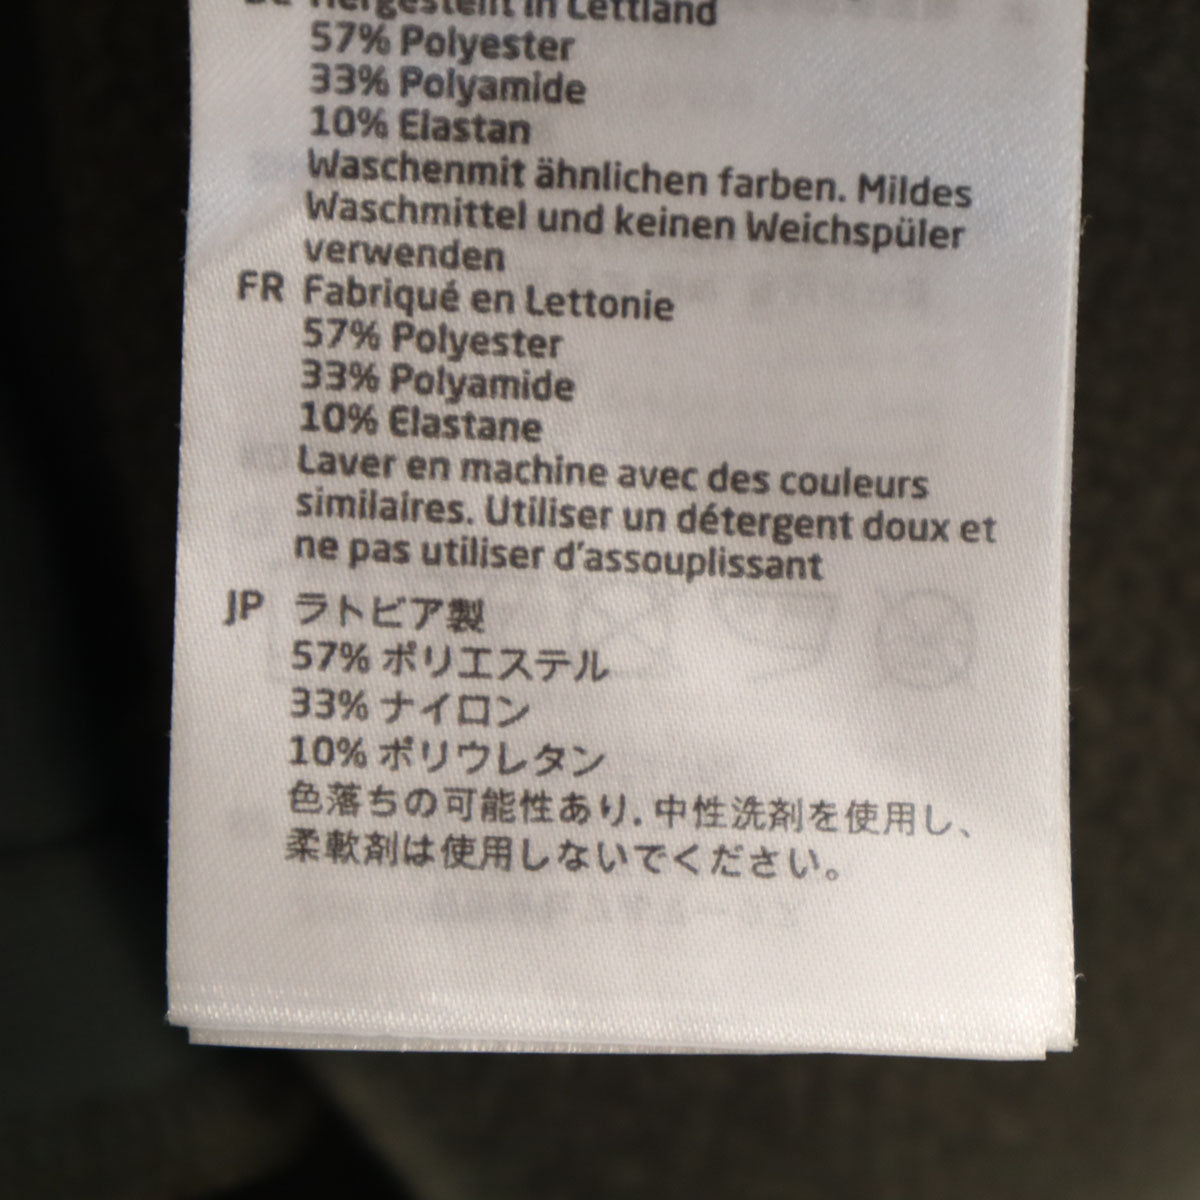 DE Hergestellt in Lettland
57% Polyester
33% Polyamide
10% Elastan
Waschenmit ähnlichen farben. Mildes
Waschmittel und keinen Weichspüler
verwenden
FR Fabriqué en Lettonie
57% Polyester
33% Polyamide
10% Elastane
Laver en machine avec des couleurs
similaires. Utiliser un détergent doux et
ne pas utiliser d'assouplissant
JP ラトビア製
57% ポリエステル
33% ナイロン
10% ポリウレタン
色落ちの可能性あり. 中性洗剤を使用し、
柔軟剤は使用しないでください。